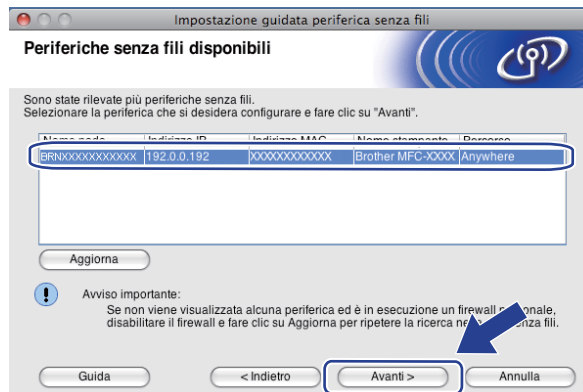 Impostazione guidata periferica senza fili
Periferiche senza fili disponibili
Sono state rilevate più periferiche senza fili.
Selezionare la periferica che si desidera configurare e fare clic su "Avanti".
Nome nodo Indirizzo IP Indirizzo MAC Nome stampante Percorso
BRNXXXXXXXXXXX 192.0.0.192 XXXXXXXXXXXX Brother MFC-XXXX Anywhere
Aggiorna
Avviso importante:
Se non viene visualizzata alcuna periferica ed è in esecuzione un firewall
disabilitare il firewall e fare clic su Aggiorna per ripetere la ricerca fili.
Guida < Indietro Avanti > Annulla